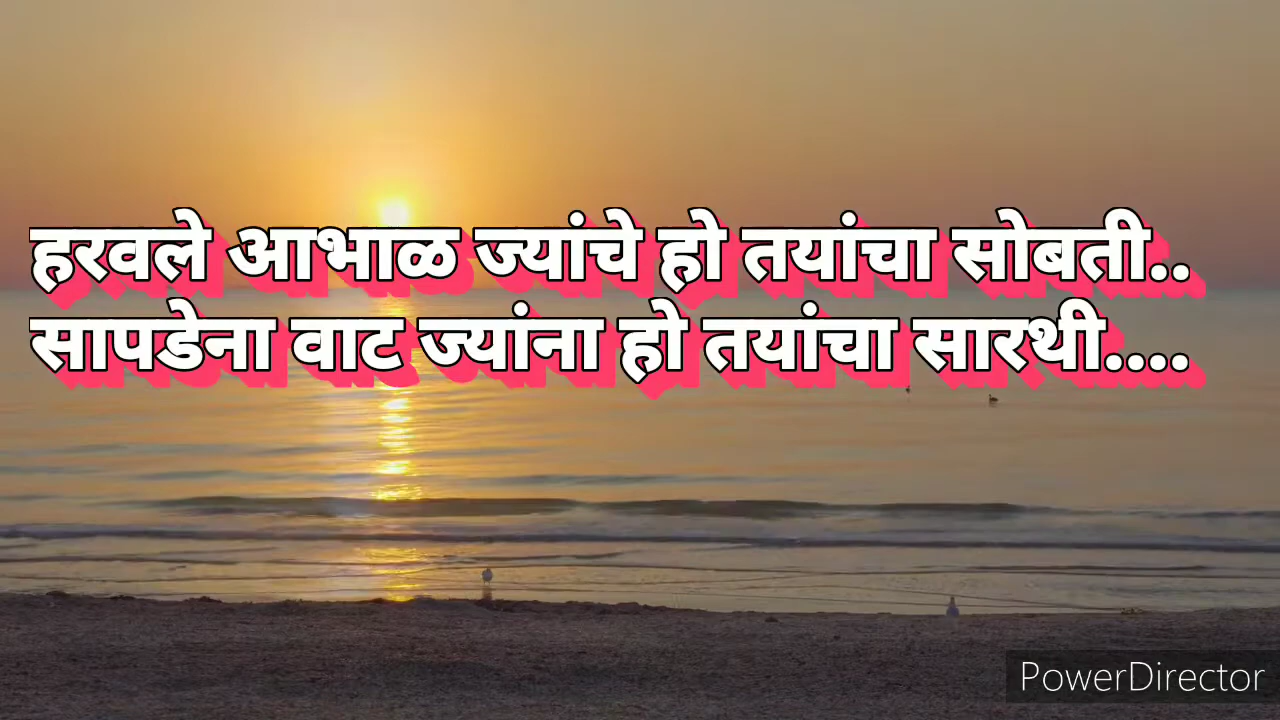 हरवले आभाळ ज्यांचे हो तयांचा सोबती..
सापडेना वाट ज्यांना हो तयांचा सारथी....
PowerDirector